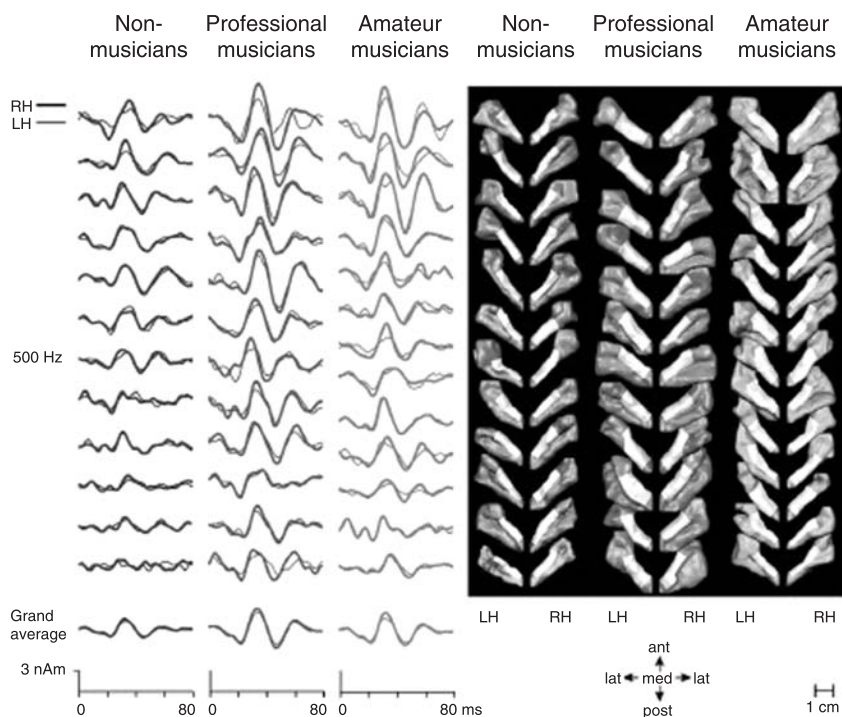 Non-
musicians
Professional
musicians
Amateur
musicians
Non-
musicians
Professional
musicians
Amateur
musicians
RH
LH
500 Hz
Grand
average
3 nAm
0
80
0
80
0
80 ms
LH
RH
LH
RH
LH
RH
ant
lat
med
lat
post
1 cm